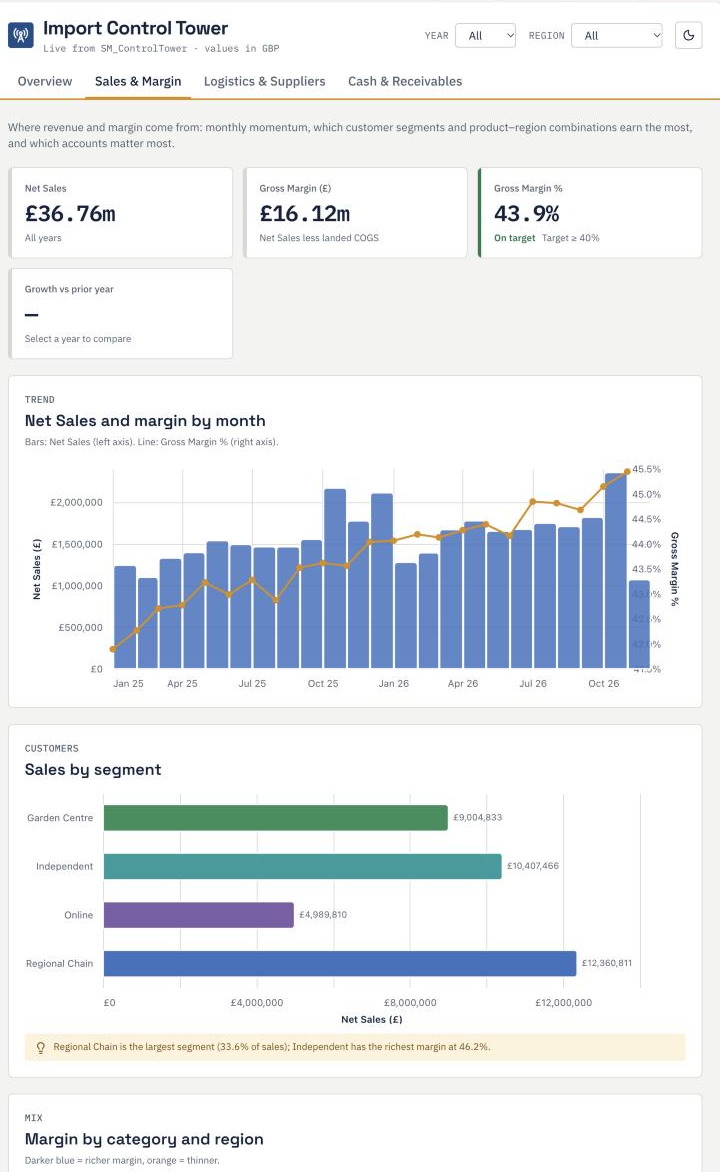 Import Control Tower
Live from SM_ControlTower · values in GBP
YEAR All REGION All
Overview Sales & Margin Logistics & Suppliers Cash & Receivables
Where revenue and margin come from: monthly momentum, which customer segments and product–region combinations earn the most,
and which accounts matter most.
Net Sales
£36.76m
All years
Gross Margin (£)
£16.12m
Net Sales less landed COGS
Gross Margin %
43.9%
On target Target ≥ 40%
Growth vs prior year
—
Select a year to compare
TREND
Net Sales and margin by month
Bars: Net Sales (left axis). Line: Gross Margin % (right axis).
Net Sales (£)
£2,000,000
£1,500,000
£1,000,000
£500,000
£0
45.5%
45.0%
44.5%
44.0%
43.5%
43.0%
42.5%
42.0%
41.5%
Gross Margin %
Jan 25 Apr 25 Jul 25 Oct 25 Jan 26 Apr 26 Jul 26 Oct 26
CUSTOMERS
Sales by segment
Garden Centre £9,004,833
Independent £10,407,466
Online £4,989,810
Regional Chain £12,360,811
£0 £4,000,000 £8,000,000 £12,000,000
Net Sales (£)
Regional Chain is the largest segment (33.6% of sales); Independent has the richest margin at 46.2%.
MIX
Margin by category and region
Darker blue = richer margin, orange = thinner.